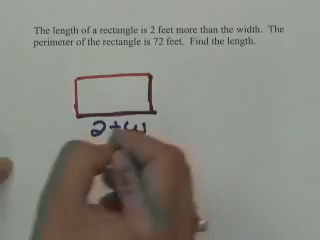 The length of a rectangle is 2 feet more than the width. The
perimeter of the rectangle is 72 feet. Find the length.
2+w